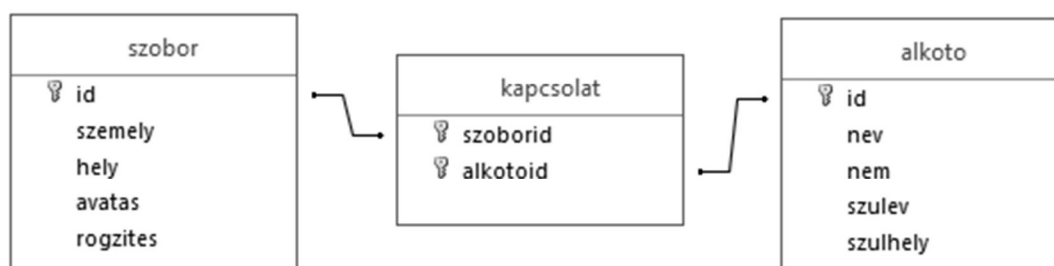 szobor
id
szemely
hely
avatas
rogzites
kapcsolat
szoborid
alkotoid
alkoto
id
nev
nem
szulev
szulhely